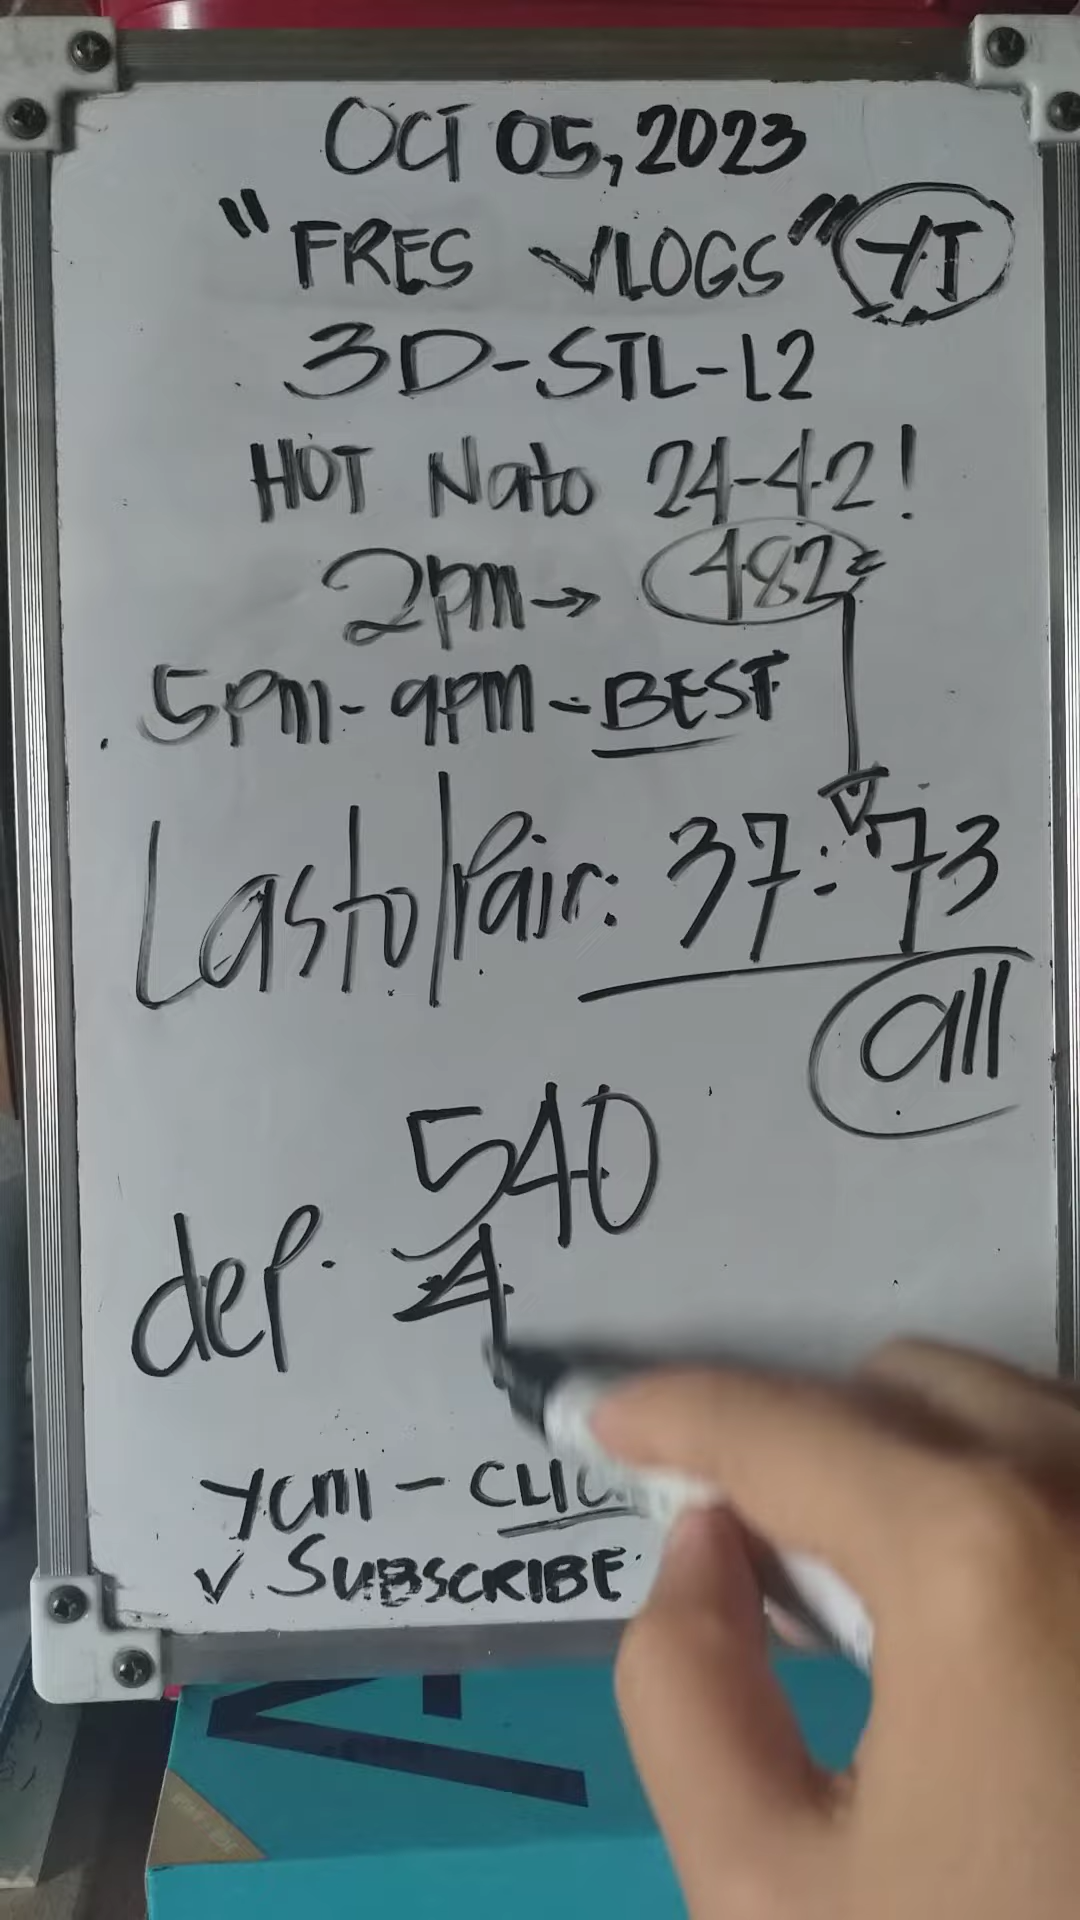 OCT 05, 2023
"FRES VLOGS" YT
3D-STL-L2
HOT Nato 24-42!
2pm→ 482
5pm-9pm-BEST
Lasto/Pair: 37-73
all
540
dep. 4
SUBSCRIBE